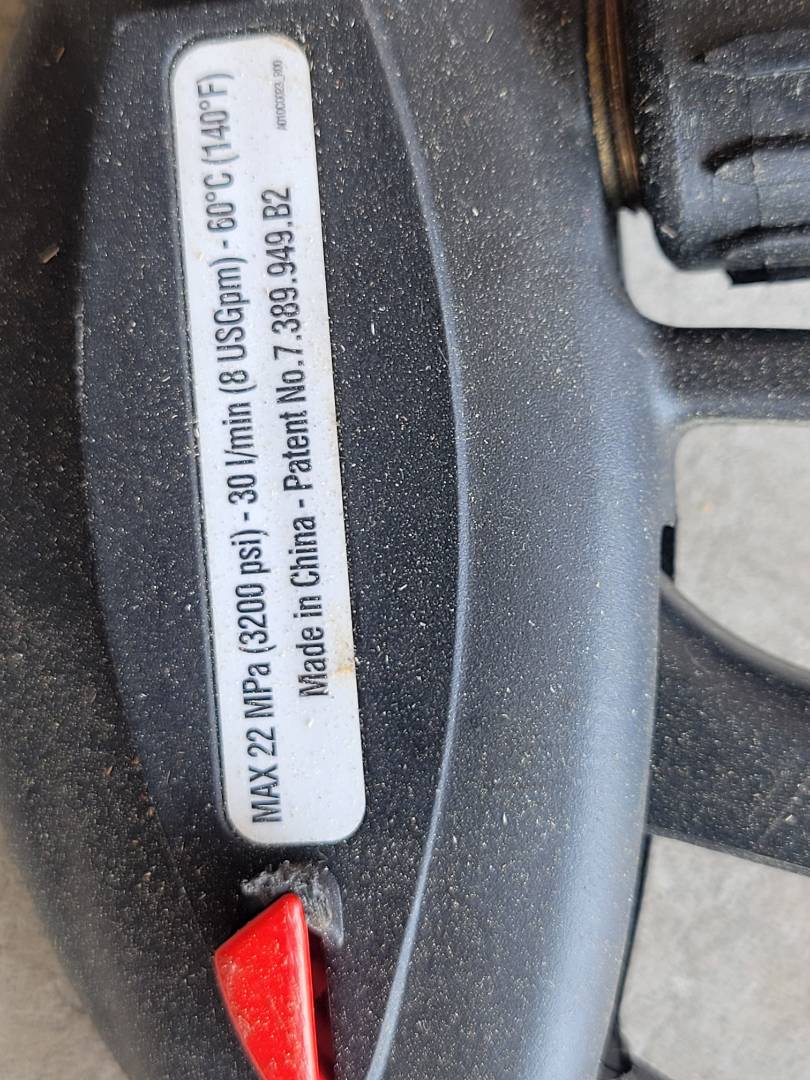 MAX 22 MPa (3200 psi) - 30 l/min (8 USGpm) - 60°C (140°F)
Made in China - Patent No.7.389.949.B2